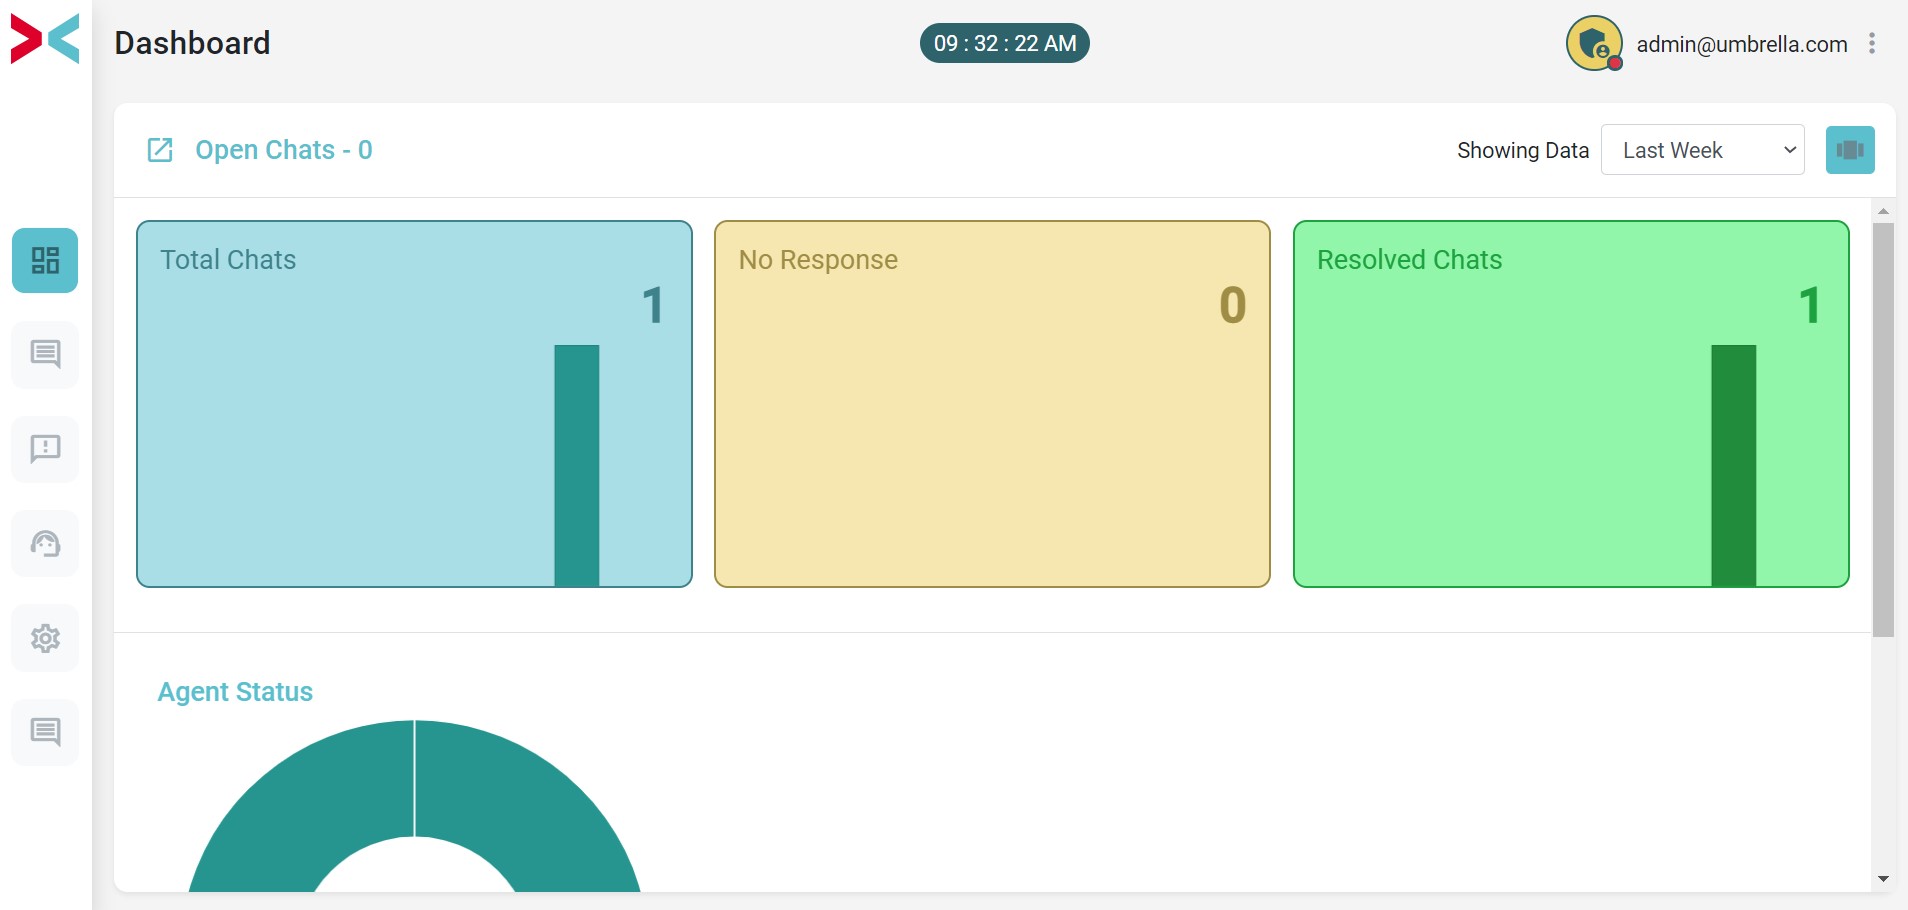 Dashboard
09 : 32 : 22 AM
admin@umbrella.com
Open Chats - 0
Showing Data
Last Week
Total Chats
1
No Response
0
Resolved Chats
1
Agent Status